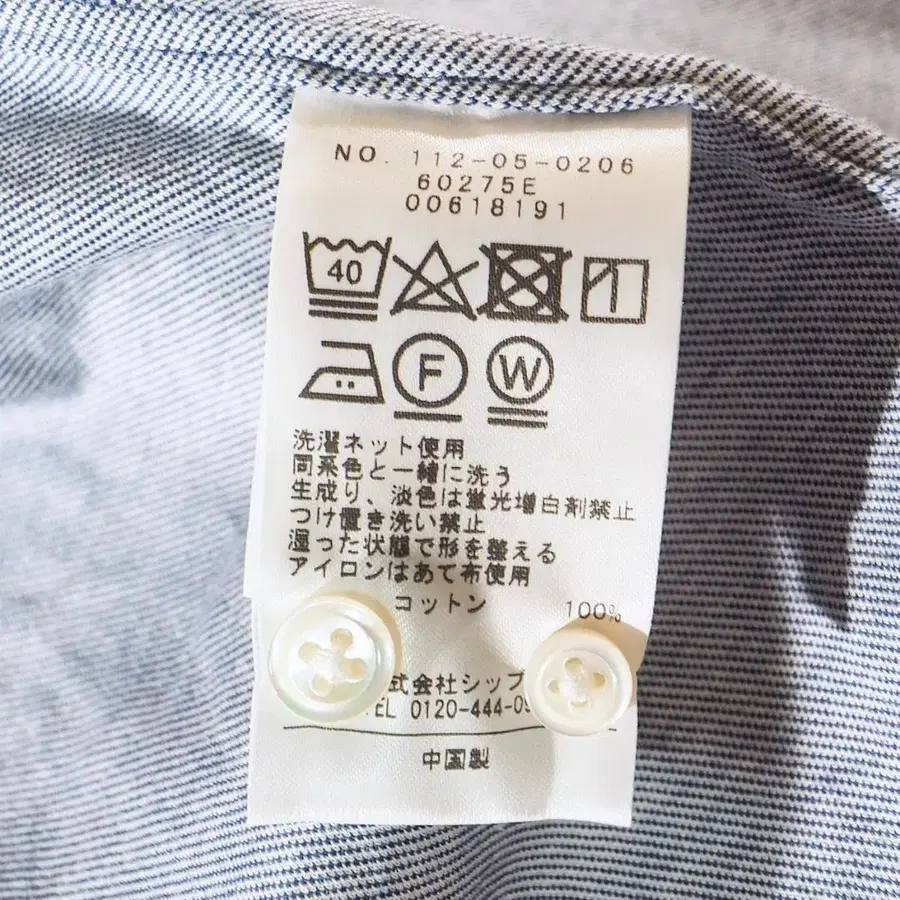 NO. 112-05-0206
60275E
00618191
40
F W
洗濯ネット使用
同系色と一緒に洗う
生成り、淡色は蛍光増白剤禁止
つけ置き洗い禁止
湿った状態で形を整える
アイロンはあて布使用
コットン 100%
式会社シップ
TEL 0120-444-09
中国製